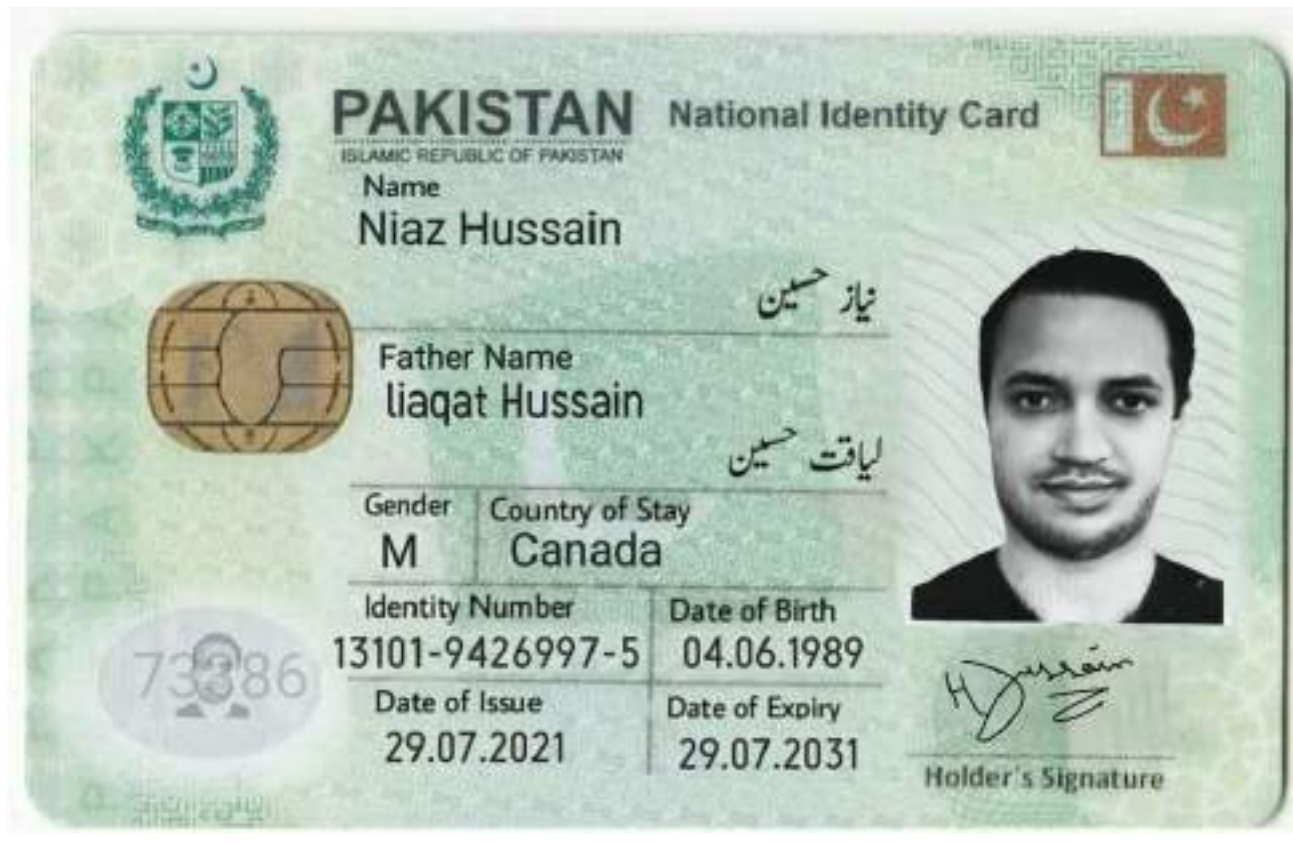 PAKISTAN National Identity Card
ISLAMIC REPUBLIC OF PAKISTAN
Name
Niaz Hussain
نیاز حسین
Father Name
liaqat Hussain
لیاقت حسین
Gender Country of Stay
M Canada
Identity Number Date of Birth
13101-9426997-5 04.06.1989
73386
Date of Issue Date of Expiry
29.07.2021 29.07.2031
Hussain
Holder's Signature